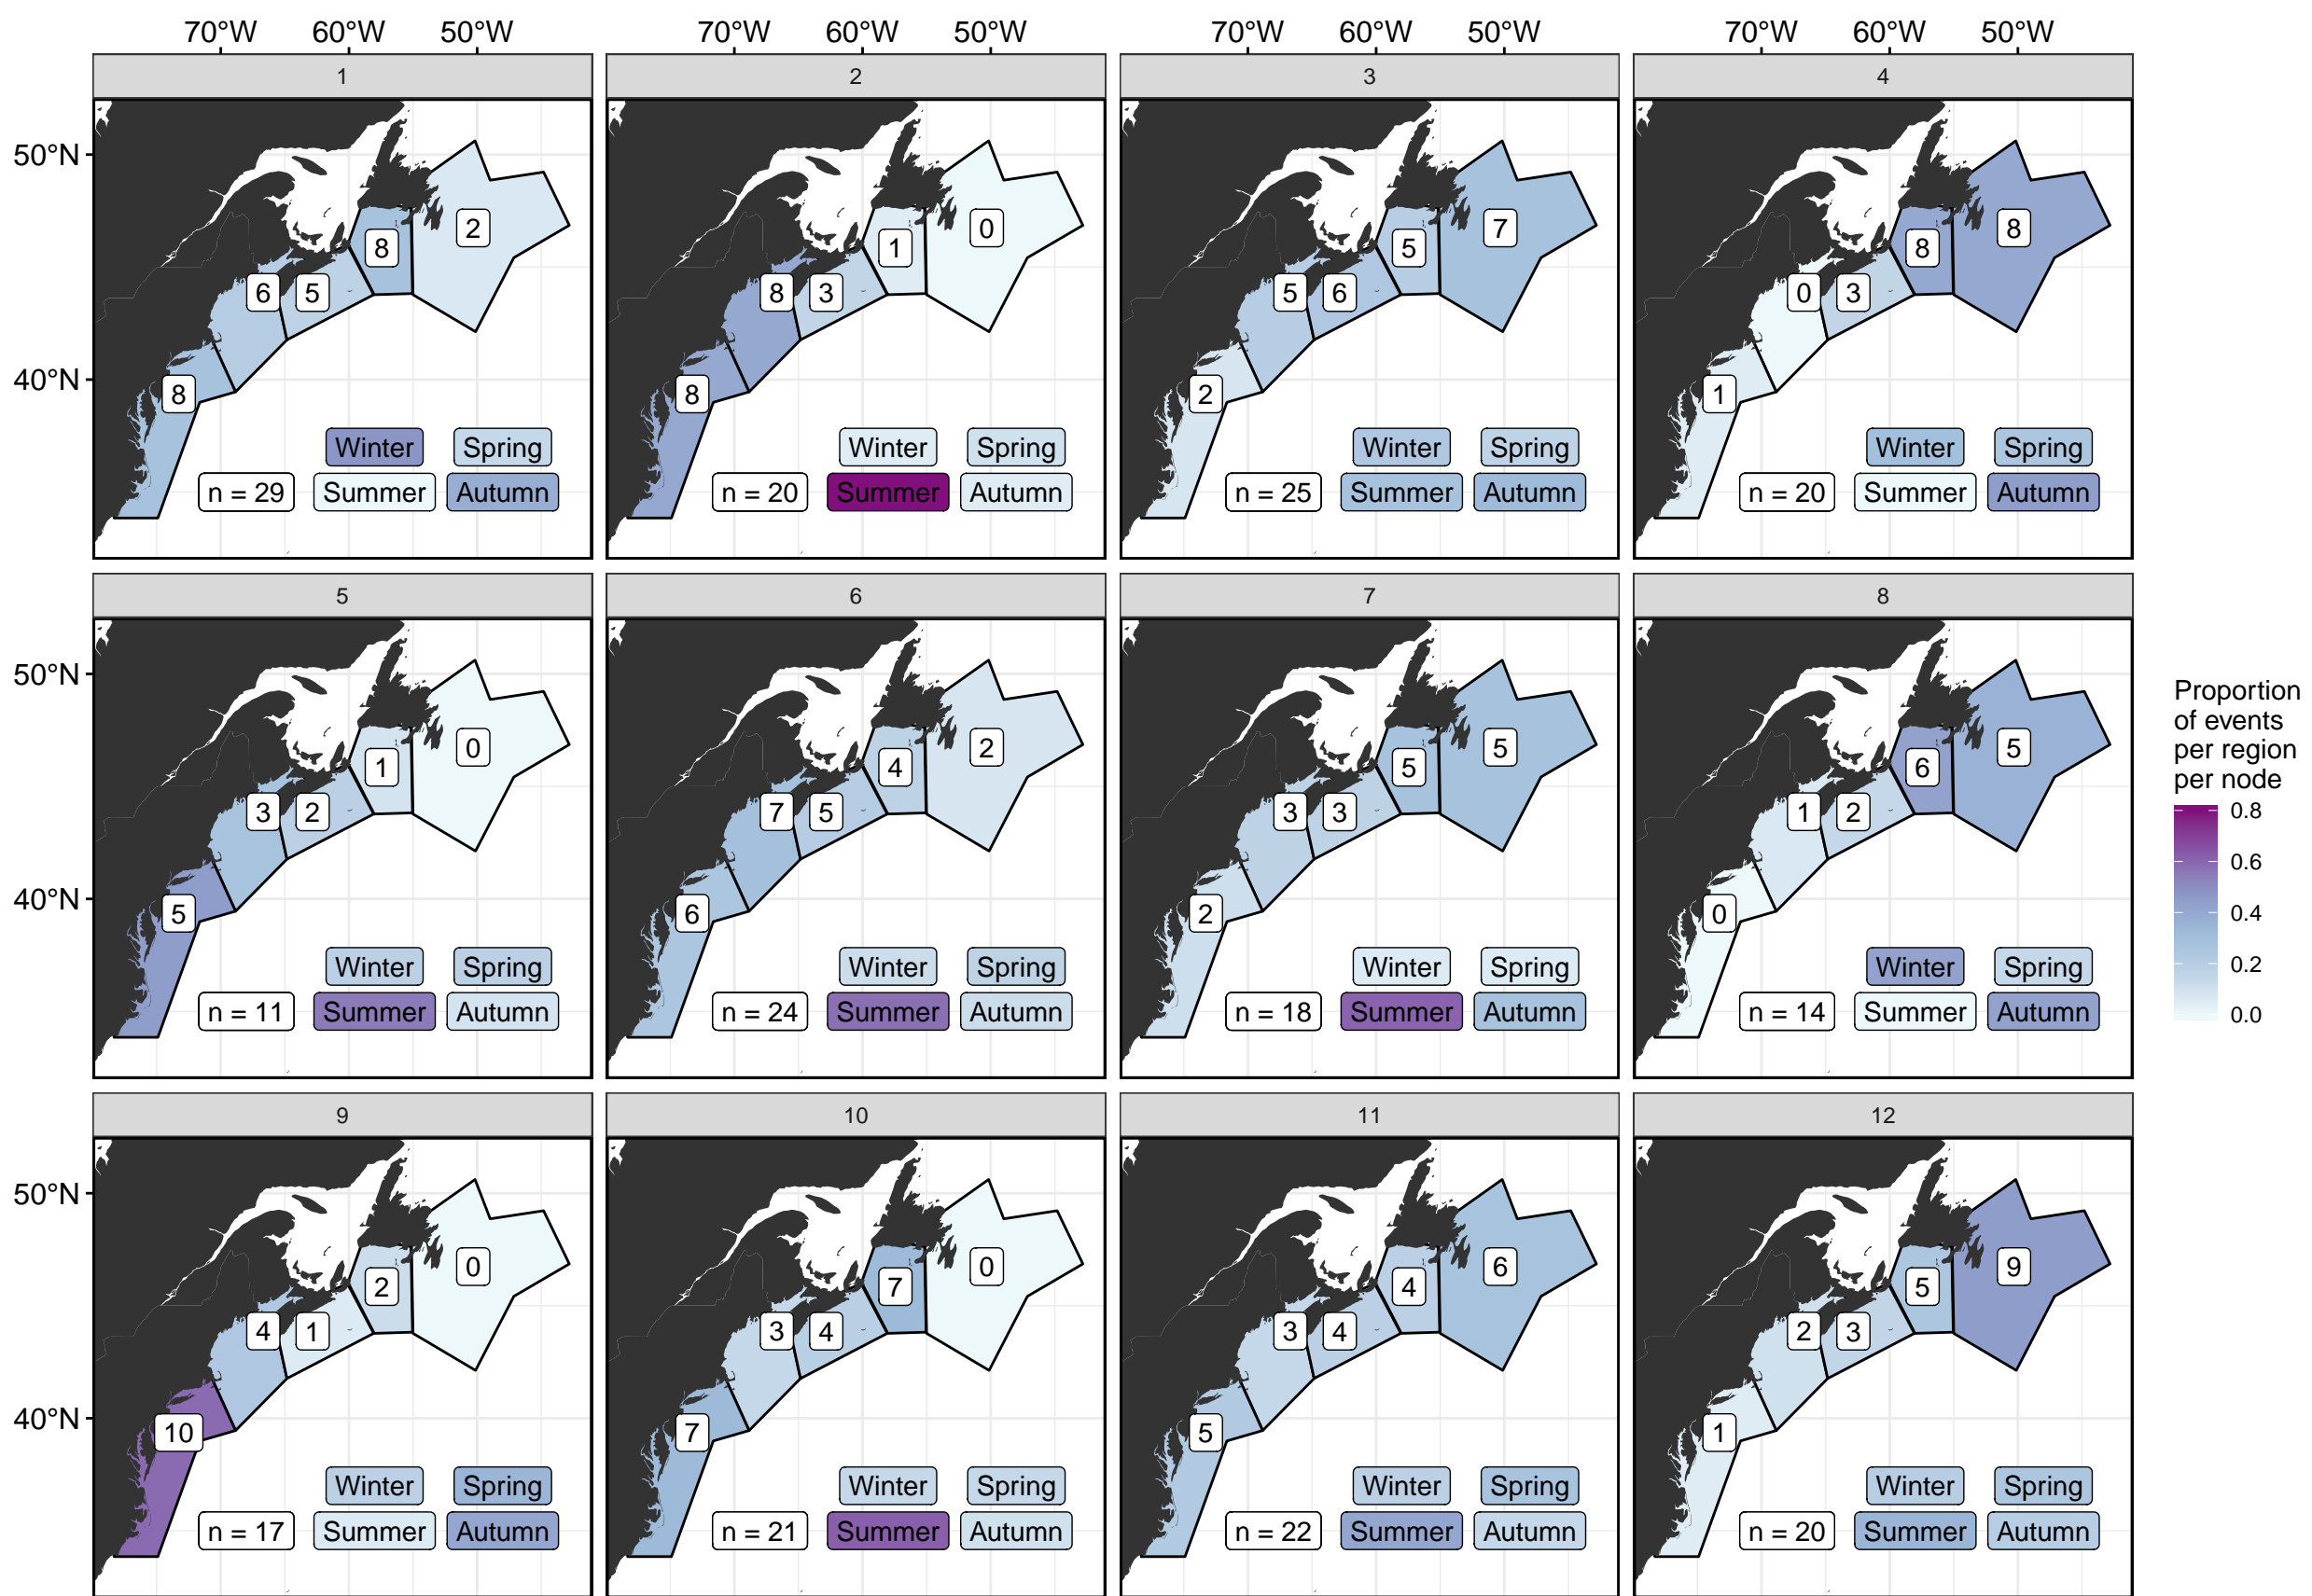 70°W 60°W 50°W 70°W 60°W 50°W 70°W 60°W 50°W 70°W 60°W 50°W
1 2 3 4
50°N
40°N
2
8
6 5
8
Winter Spring
n = 29 Summer Autumn
0
1
8 3
8
Winter Spring
n = 20 Summer Autumn
7
5
5 6
2
Winter Spring
n = 25 Summer Autumn
8
8
0 3
1
Winter Spring
n = 20 Summer Autumn
5 6 7 8
50°N
40°N
0
1
3 2
5
Winter Spring
n = 11 Summer Autumn
2
4
7 5
6
Winter Spring
n = 24 Summer Autumn
5
5
3 3
2
Winter Spring
n = 18 Summer Autumn
5
6
1 2
0
Winter Spring
n = 14 Summer Autumn
9 10 11 12
50°N
40°N
0
2
4 1
10
Winter Spring
n = 17 Summer Autumn
0
7
3 4
7
Winter Spring
n = 21 Summer Autumn
6
4
3 4
5
Winter Spring
n = 22 Summer Autumn
9
5
2 3
1
Winter Spring
n = 20 Summer Autumn
Proportion
of events
per region
per node
0.8
0.6
0.4
0.2
0.0